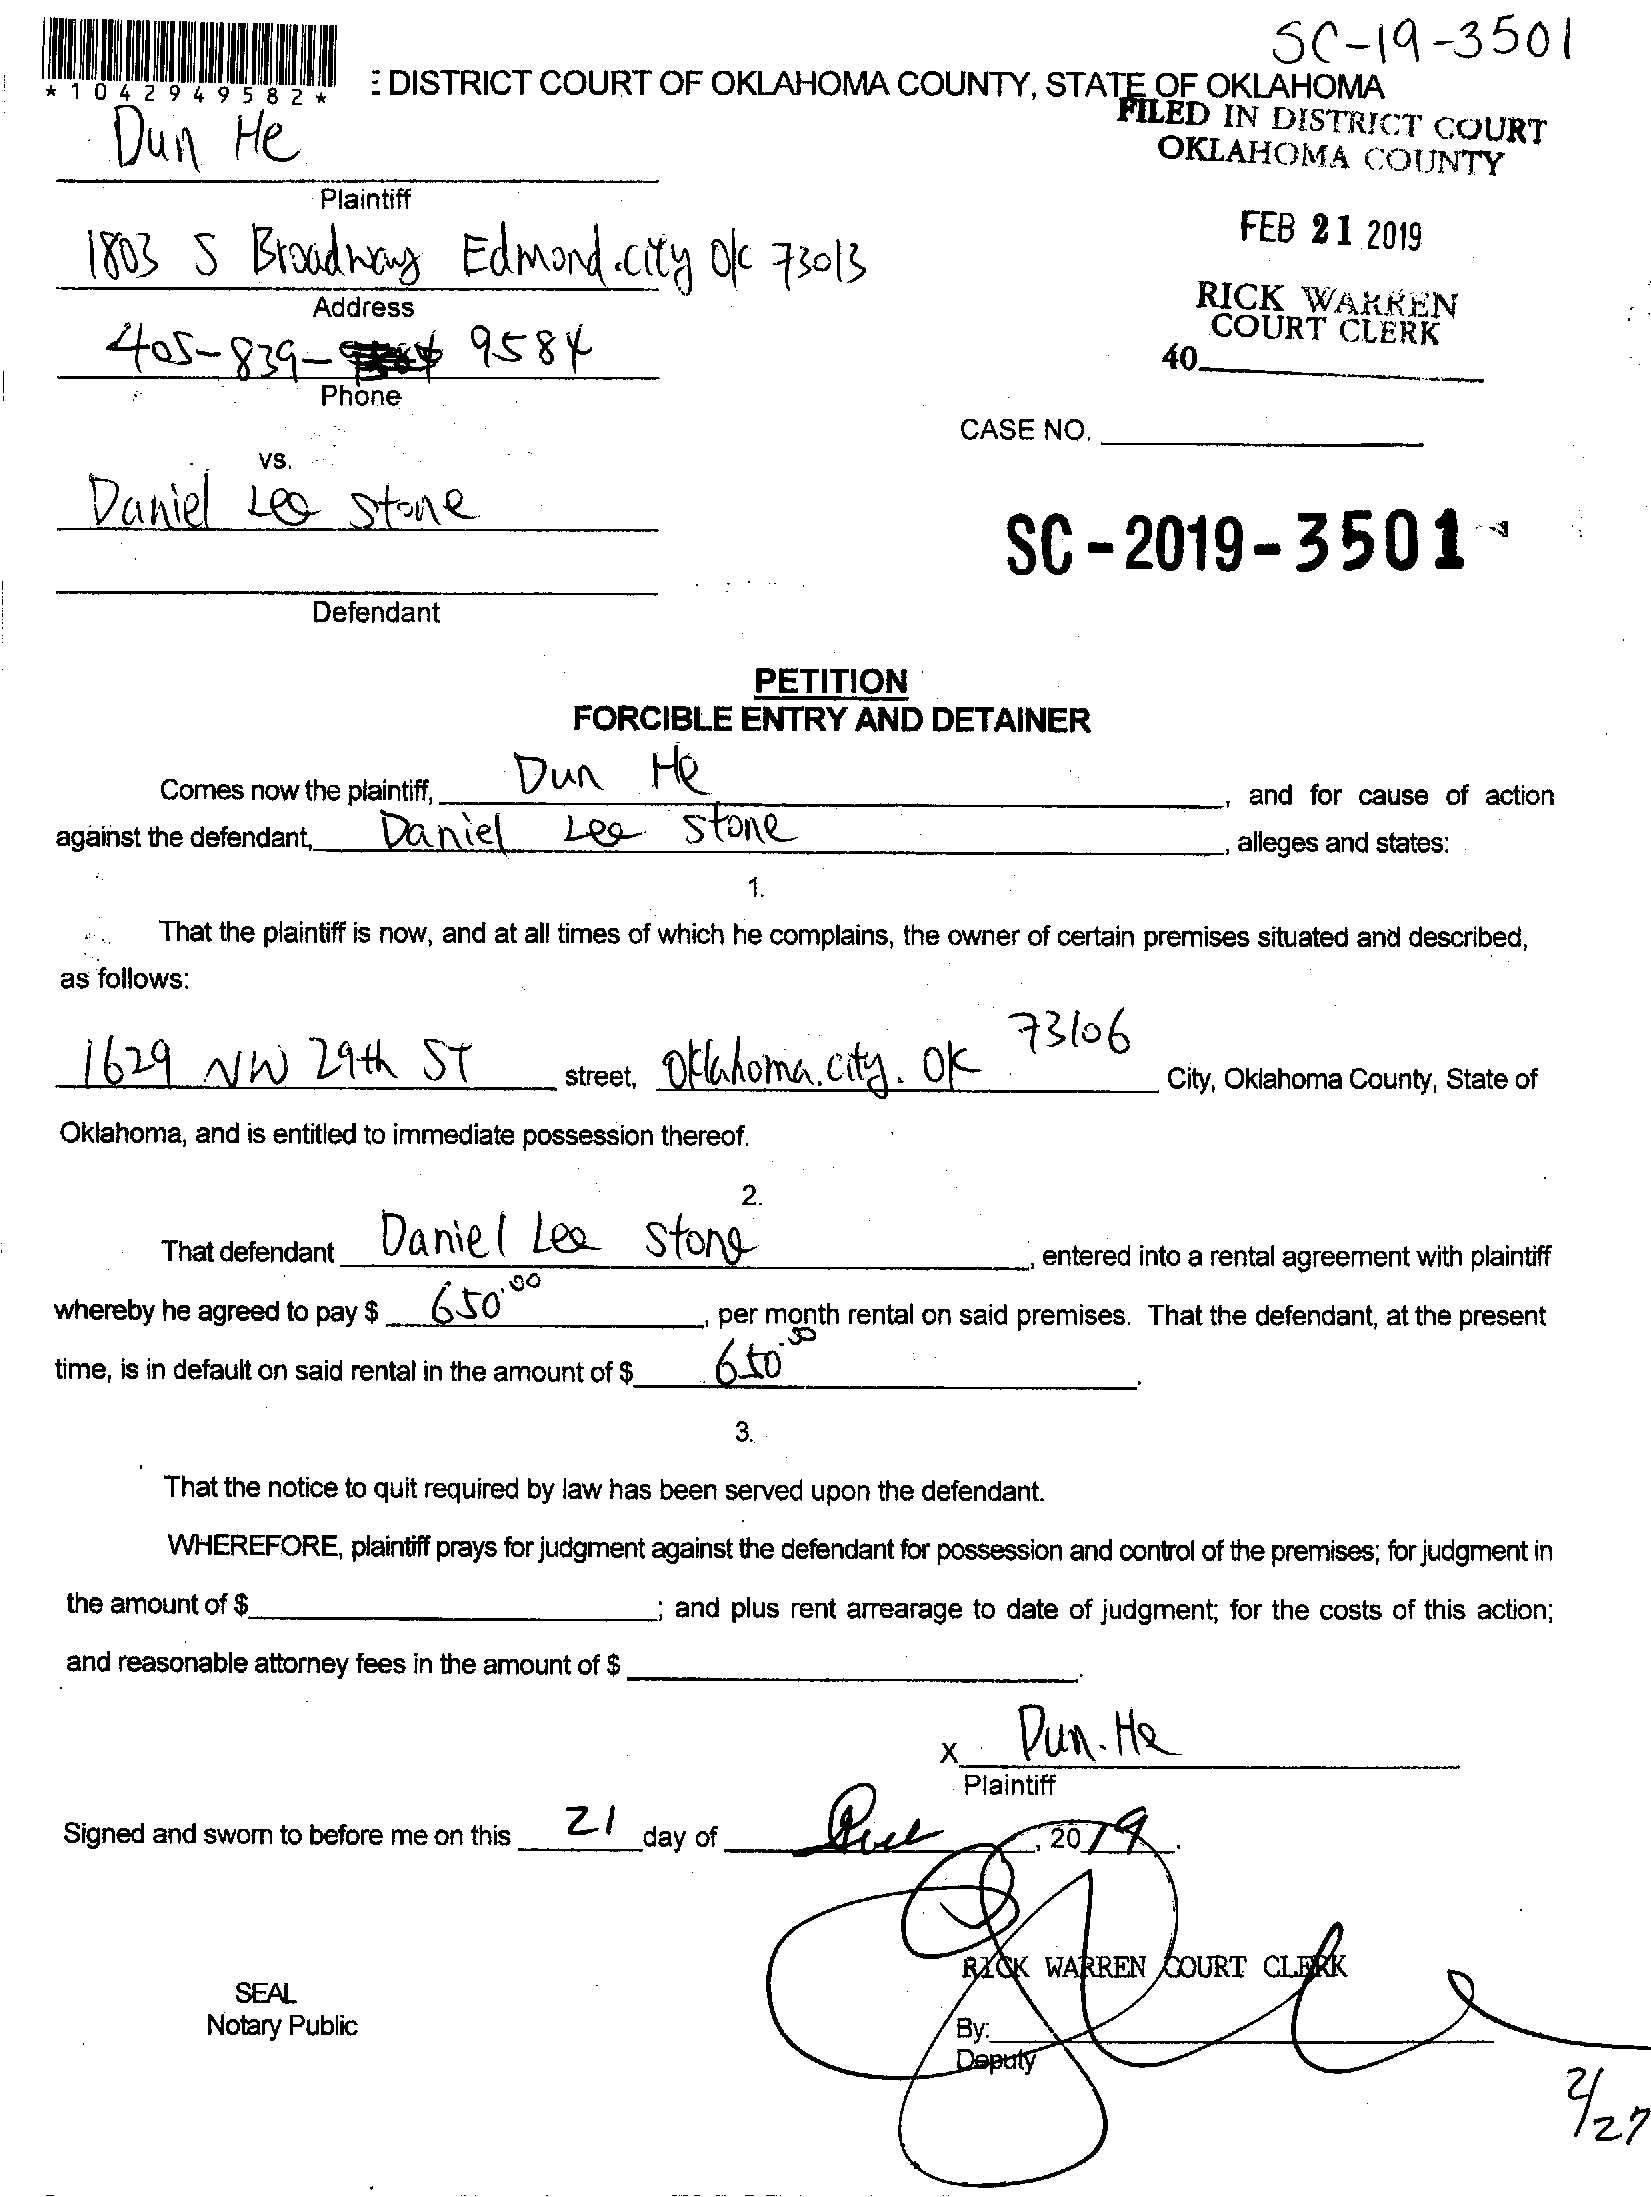 SC-19-3501
*1042949582*
E DISTRICT COURT OF OKLAHOMA COUNTY, STATE OF OKLAHOMA
FILED IN DISTRICT COURT
OKLAHOMA COUNTY
Dun He
Plaintiff
FEB 21 2019
1803 S Broadway Edmond.city Ok 73013
Address
RICK WARREN
COURT CLERK
405-839- 9584
40
Phone
CASE NO.
vs.
Daniel Lee stone
SC-2019-3501
Defendant
PETITION
FORCIBLE ENTRY AND DETAINER
Comes now the plaintiff, Dun He, and for cause of action
against the defendant, Daniel Lee stone, alleges and states:
1.
That the plaintiff is now, and at all times of which he complains, the owner of certain premises situated and described,
as follows:
1629 NW 29th ST street, Oklahoma.city. OK 73106 City, Oklahoma County, State of
Oklahoma, and is entitled to immediate possession thereof.
2.
That defendant Daniel Lee stone, entered into a rental agreement with plaintiff
whereby he agreed to pay $ 650.00, per month rental on said premises. That the defendant, at the present
time, is in default on said rental in the amount of $ 650.00.
3.
That the notice to quit required by law has been served upon the defendant.
WHEREFORE, plaintiff prays for judgment against the defendant for possession and control of the premises; for judgment in
the amount of $ ; and plus rent arrearage to date of judgment; for the costs of this action;
and reasonable attorney fees in the amount of $ .
X Dun. He
Plaintiff
Signed and sworn to before me on this 21 day of , 2019.
RICK WARREN COURT CLERK
SEAL
Notary Public
By:
Deputy
2/27